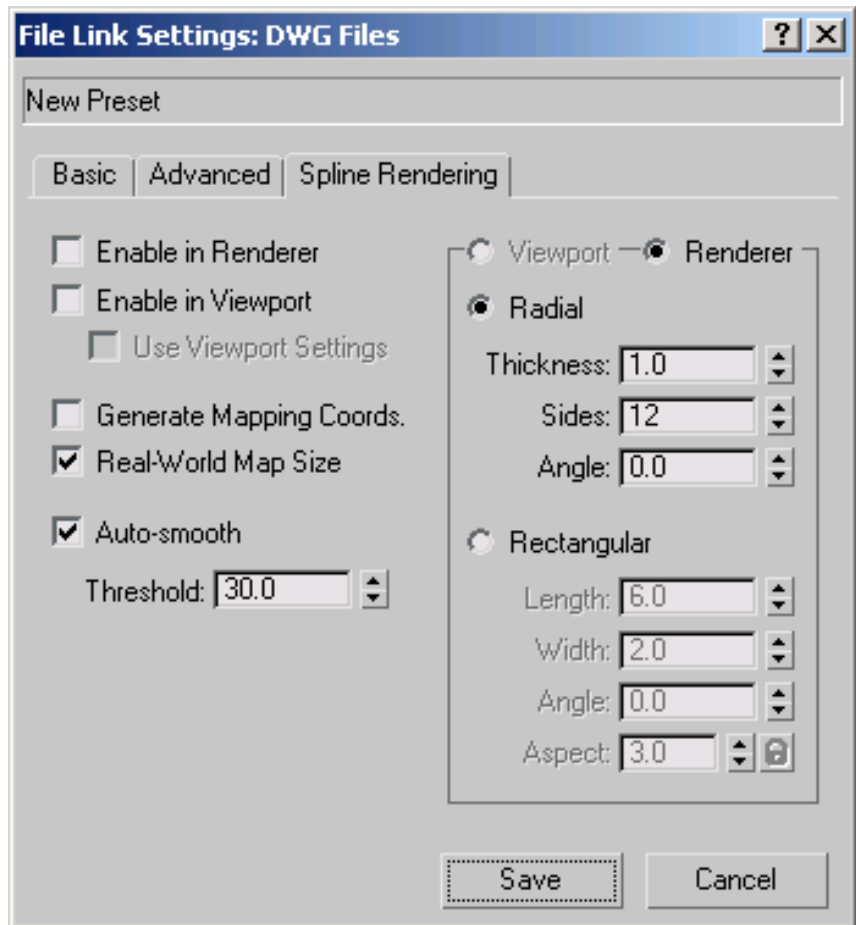 File Link Settings: DWG Files
New Preset
Basic Advanced Spline Rendering
Enable in Renderer
Enable in Viewport
Use Viewport Settings
Generate Mapping Coords.
Real-World Map Size
Auto-smooth
Threshold: 30.0
Viewport Renderer
Radial
Thickness: 1.0
Sides: 12
Angle: 0.0
Rectangular
Length: 6.0
Width: 2.0
Angle: 0.0
Aspect: 3.0
Save Cancel